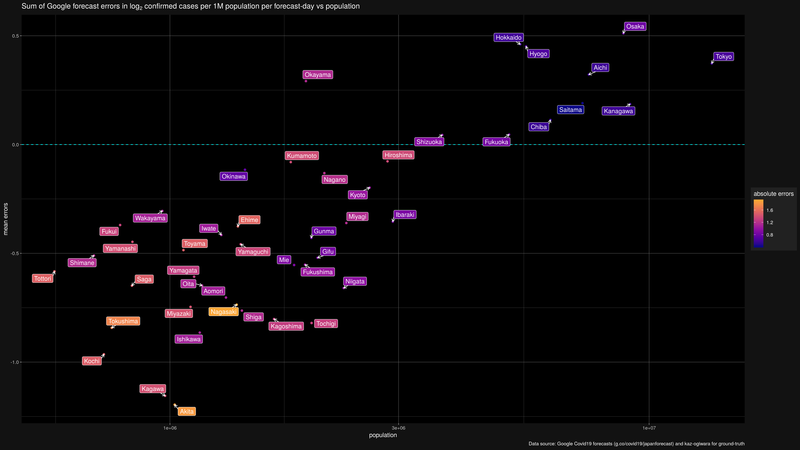 Sum of Google forecast errors in log₂ confirmed cases per 1M population per forecast-day vs population
Osaka
Hokkaido
Hyogo
Tokyo
Aichi
Okayama
Saitama
Kanagawa
Chiba
Shizuoka
Fukuoka
Kumamoto
Hiroshima
Okinawa
Nagano
Kyoto
Wakayama
Ehime
Miyagi
Ibaraki
Fukui
Iwate
Gunma
Yamanashi
Toyama
Yamaguchi
Gifu
Shimane
Mie
Tottori
Saga
Yamagata
Fukushima
Oita
Aomori
Niigata
Miyazaki
Nagasaki
Shiga
Tokushima
Kagoshima
Tochigi
Ishikawa
Kochi
Kagawa
Akita
0.5
0.0
-0.5
-1.0
mean errors
1e+06
3e+06
1e+07
population
absolute errors
1.6
1.2
0.8
Data source: Google Covid19 forecasts (g.co/covid19/japanforecast) and kaz-ogiwara for ground-truth